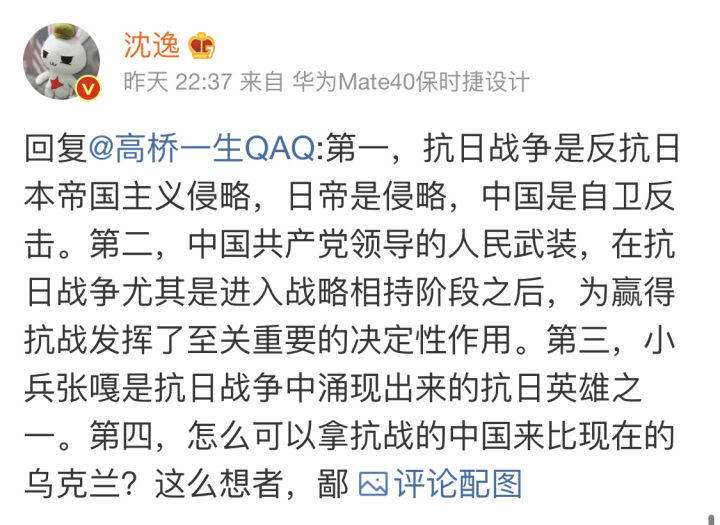 沈逸
昨天 22:37 来自 华为Mate40保时捷设计
回复@高桥一生QAQ:第一，抗日战争是反抗日
本帝国主义侵略，日帝是侵略，中国是自卫反
击。第二，中国共产党领导的人民武装，在抗
日战争尤其是进入战略相持阶段之后，为赢得
抗战发挥了至关重要的决定性作用。第三，小
兵张嘎是抗日战争中涌现出来的抗日英雄之
一。第四，怎么可以拿抗战的中国来比现在的
乌克兰？这么想者，鄙 评论配图